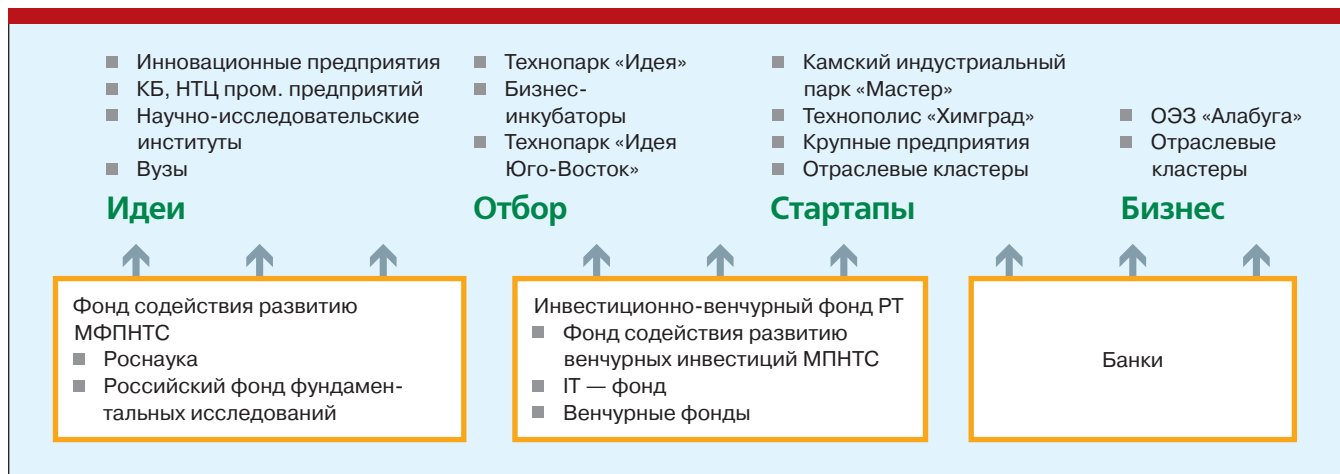 Инновационные предприятия
КБ, НТЦ пром. предприятий
Научно-исследовательские
институты
Вузы
Идеи
Технопарк «Идея»
Бизнес-
инкубаторы
Технопарк «Идея
Юго-Восток»
Отбор
Камский индустриальный
парк «Мастер»
Технополис «Химград»
Крупные предприятия
Отраслевые кластеры
Стартапы
ОЭЗ «Алабуга»
Отраслевые
кластеры
Бизнес
Фонд содействия развитию
МФПНТС
Роснаука
Российский фонд фундамен-
тальных исследований
Инвестиционно-венчурный фонд РТ
Фонд содействия развитию
венчурных инвестиций МПНТС
IT — фонд
Венчурные фонды
Банки